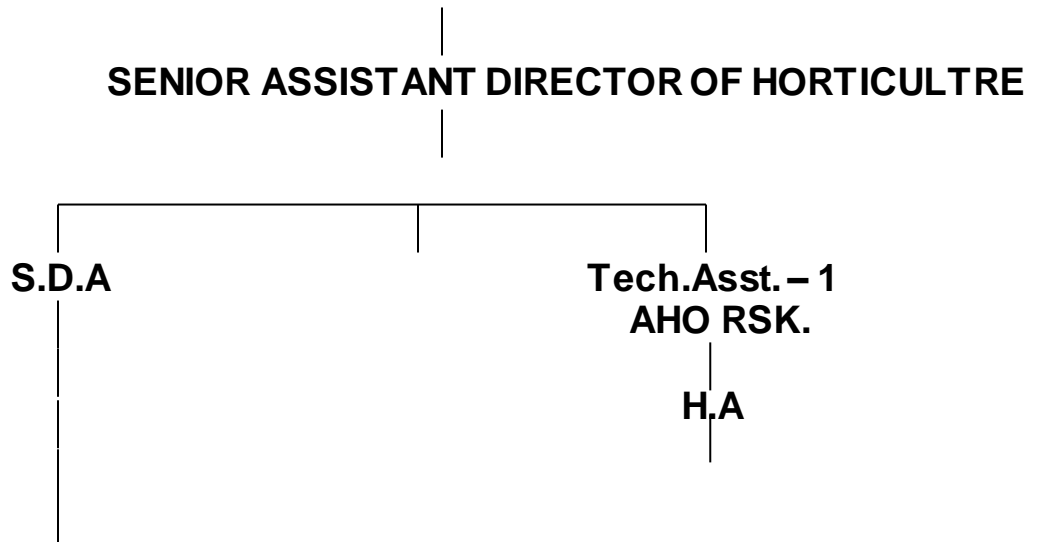 SENIOR ASSISTANT DIRECTOR OF HORTICULTRE
S.D.A
Tech.Asst. – 1
AHO RSK.
H.A